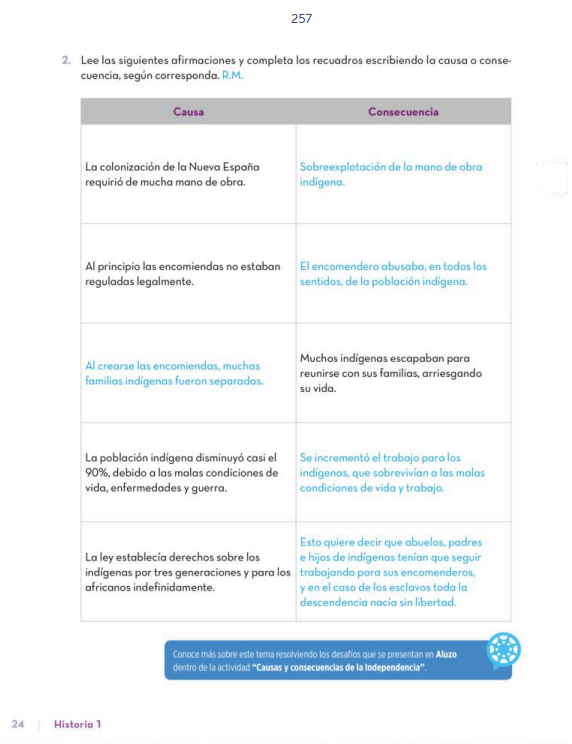 257
2. Lee las siguientes afirmaciones y completa los recuadros escribiendo la causa o conse-
cuencia, según corresponda. R.M.
Causa
Consecuencia
La colonización de la Nueva España
requirió de mucha mano de obra.
Sobreexplotación de la mano de obra
indígena.
Al principio las encomiendas no estaban
reguladas legalmente.
El encomendero abusaba, en todos los
sentidos, de la población indígena.
Al crearse las encomiendas, muchas
familias indígenas fueron separadas.
Muchos indígenas escapaban para
reunirse con sus familias, arriesgando
su vida.
La población indígena disminuyó casi el
90%, debido a las malas condiciones de
vida, enfermedades y guerra.
Se incrementó el trabajo para los
indígenas, que sobrevivían a las malas
condiciones de vida y trabajo.
La ley establecía derechos sobre los
indígenas por tres generaciones y para los
africanos indefinidamente.
Esto quiere decir que abuelos, padres
e hijos de indígenas tenían que seguir
trabajando para sus encomenderos,
y en el caso de los esclavos toda la
descendencia nacía sin libertad.
Conoce más sobre este tema resolviendo los desafíos que se presentan en Aluzo
dentro de la actividad "Causas y consecuencias de la Independencia".
24 | Historia 1